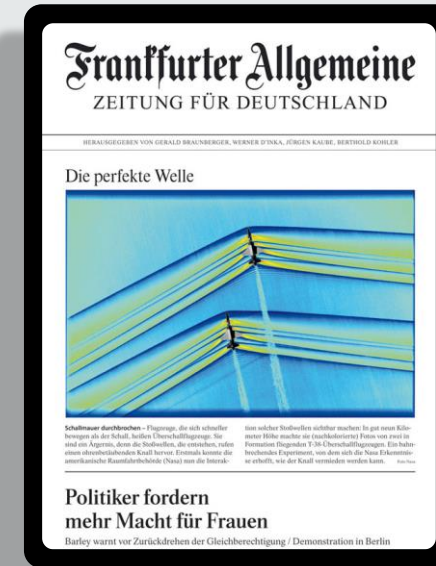 Frankfurter Allgemeine
ZEITUNG FÜR DEUTSCHLAND
HERAUSGEGEBEN VON GERALD BRAUNBERGER, WERNER D'INKA, JÜRGEN KAUBE, BERTHOLD KOHLER
Die perfekte Welle
Schallmauer durchbrochen – Flugzeuge, die sich schneller
bewegen als der Schall, heißen Überschallflugzeuge. Sie
sind ein Ärgernis, denn die Stoßwellen, die entstehen, rufen
einen ohrenbetäubenden Knall hervor. Erstmals konnte die
amerikanische Raumfahrtbehörde (Nasa) nun die Interak-
tion solcher Stoßwellen sichtbar machen: In gut neun Kilo-
meter Höhe machte sie (nachkolorierte) Fotos von zwei in
Formation fliegenden T-38-Überschallflugzeugen. Ein bahn-
brechendes Experiment, von dem sich die Nasa Erkenntnis-
se erhofft, wie der Knall vermieden werden kann. Foto Nasa
Politiker fordern
mehr Macht für Frauen
Barley warnt vor Zurückdrehen der Gleichberechtigung / Demonstration in Berlin